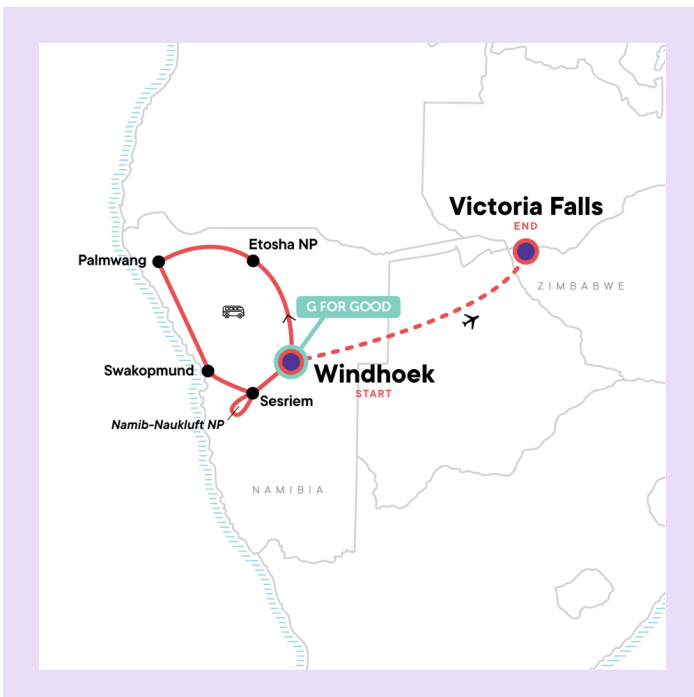 Victoria Falls
END
Etosha NP
Palmwang
ZIMBABWE
G FOR GOOD
Swakopmund
Windhoek
START
Sesriem
Namib-Naukluft NP
NAMIBIA